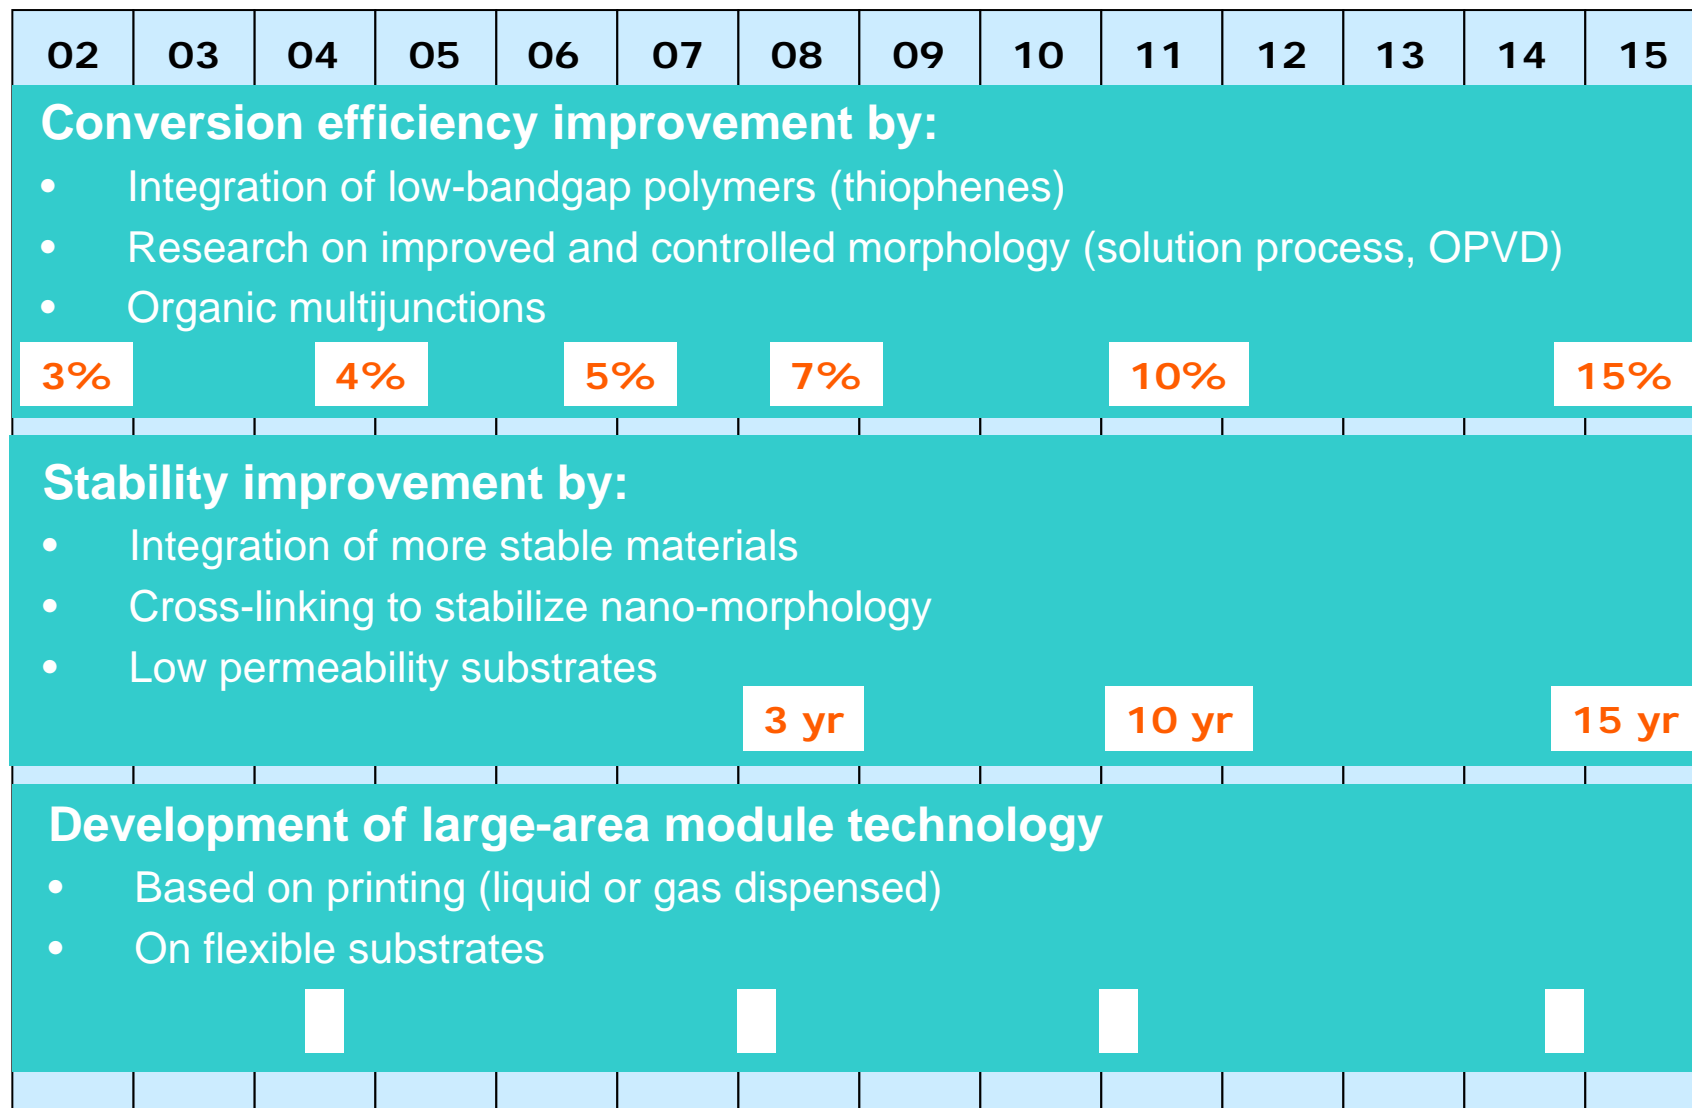 02 03 04 05 06 07 08 09 10 11 12 13 14 15
Conversion efficiency improvement by:
• Integration of low-bandgap polymers (thiophenes)
• Research on improved and controlled morphology (solution process, OPVD)
• Organic multijunctions
3% 4% 5% 7% 10% 15%
Stability improvement by:
• Integration of more stable materials
• Cross-linking to stabilize nano-morphology
• Low permeability substrates
3 yr 10 yr 15 yr
Development of large-area module technology
• Based on printing (liquid or gas dispensed)
• On flexible substrates